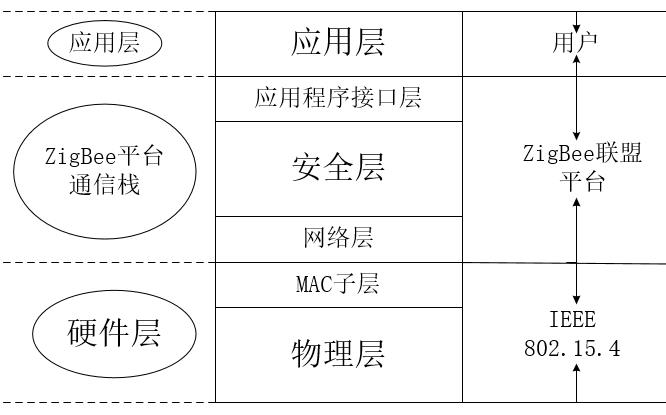 应用层
应用层
用户
应用程序接口层
ZigBee平台
通信栈
安全层
ZigBee联盟
平台
网络层
MAC子层
硬件层
物理层
IEEE
802.15.4